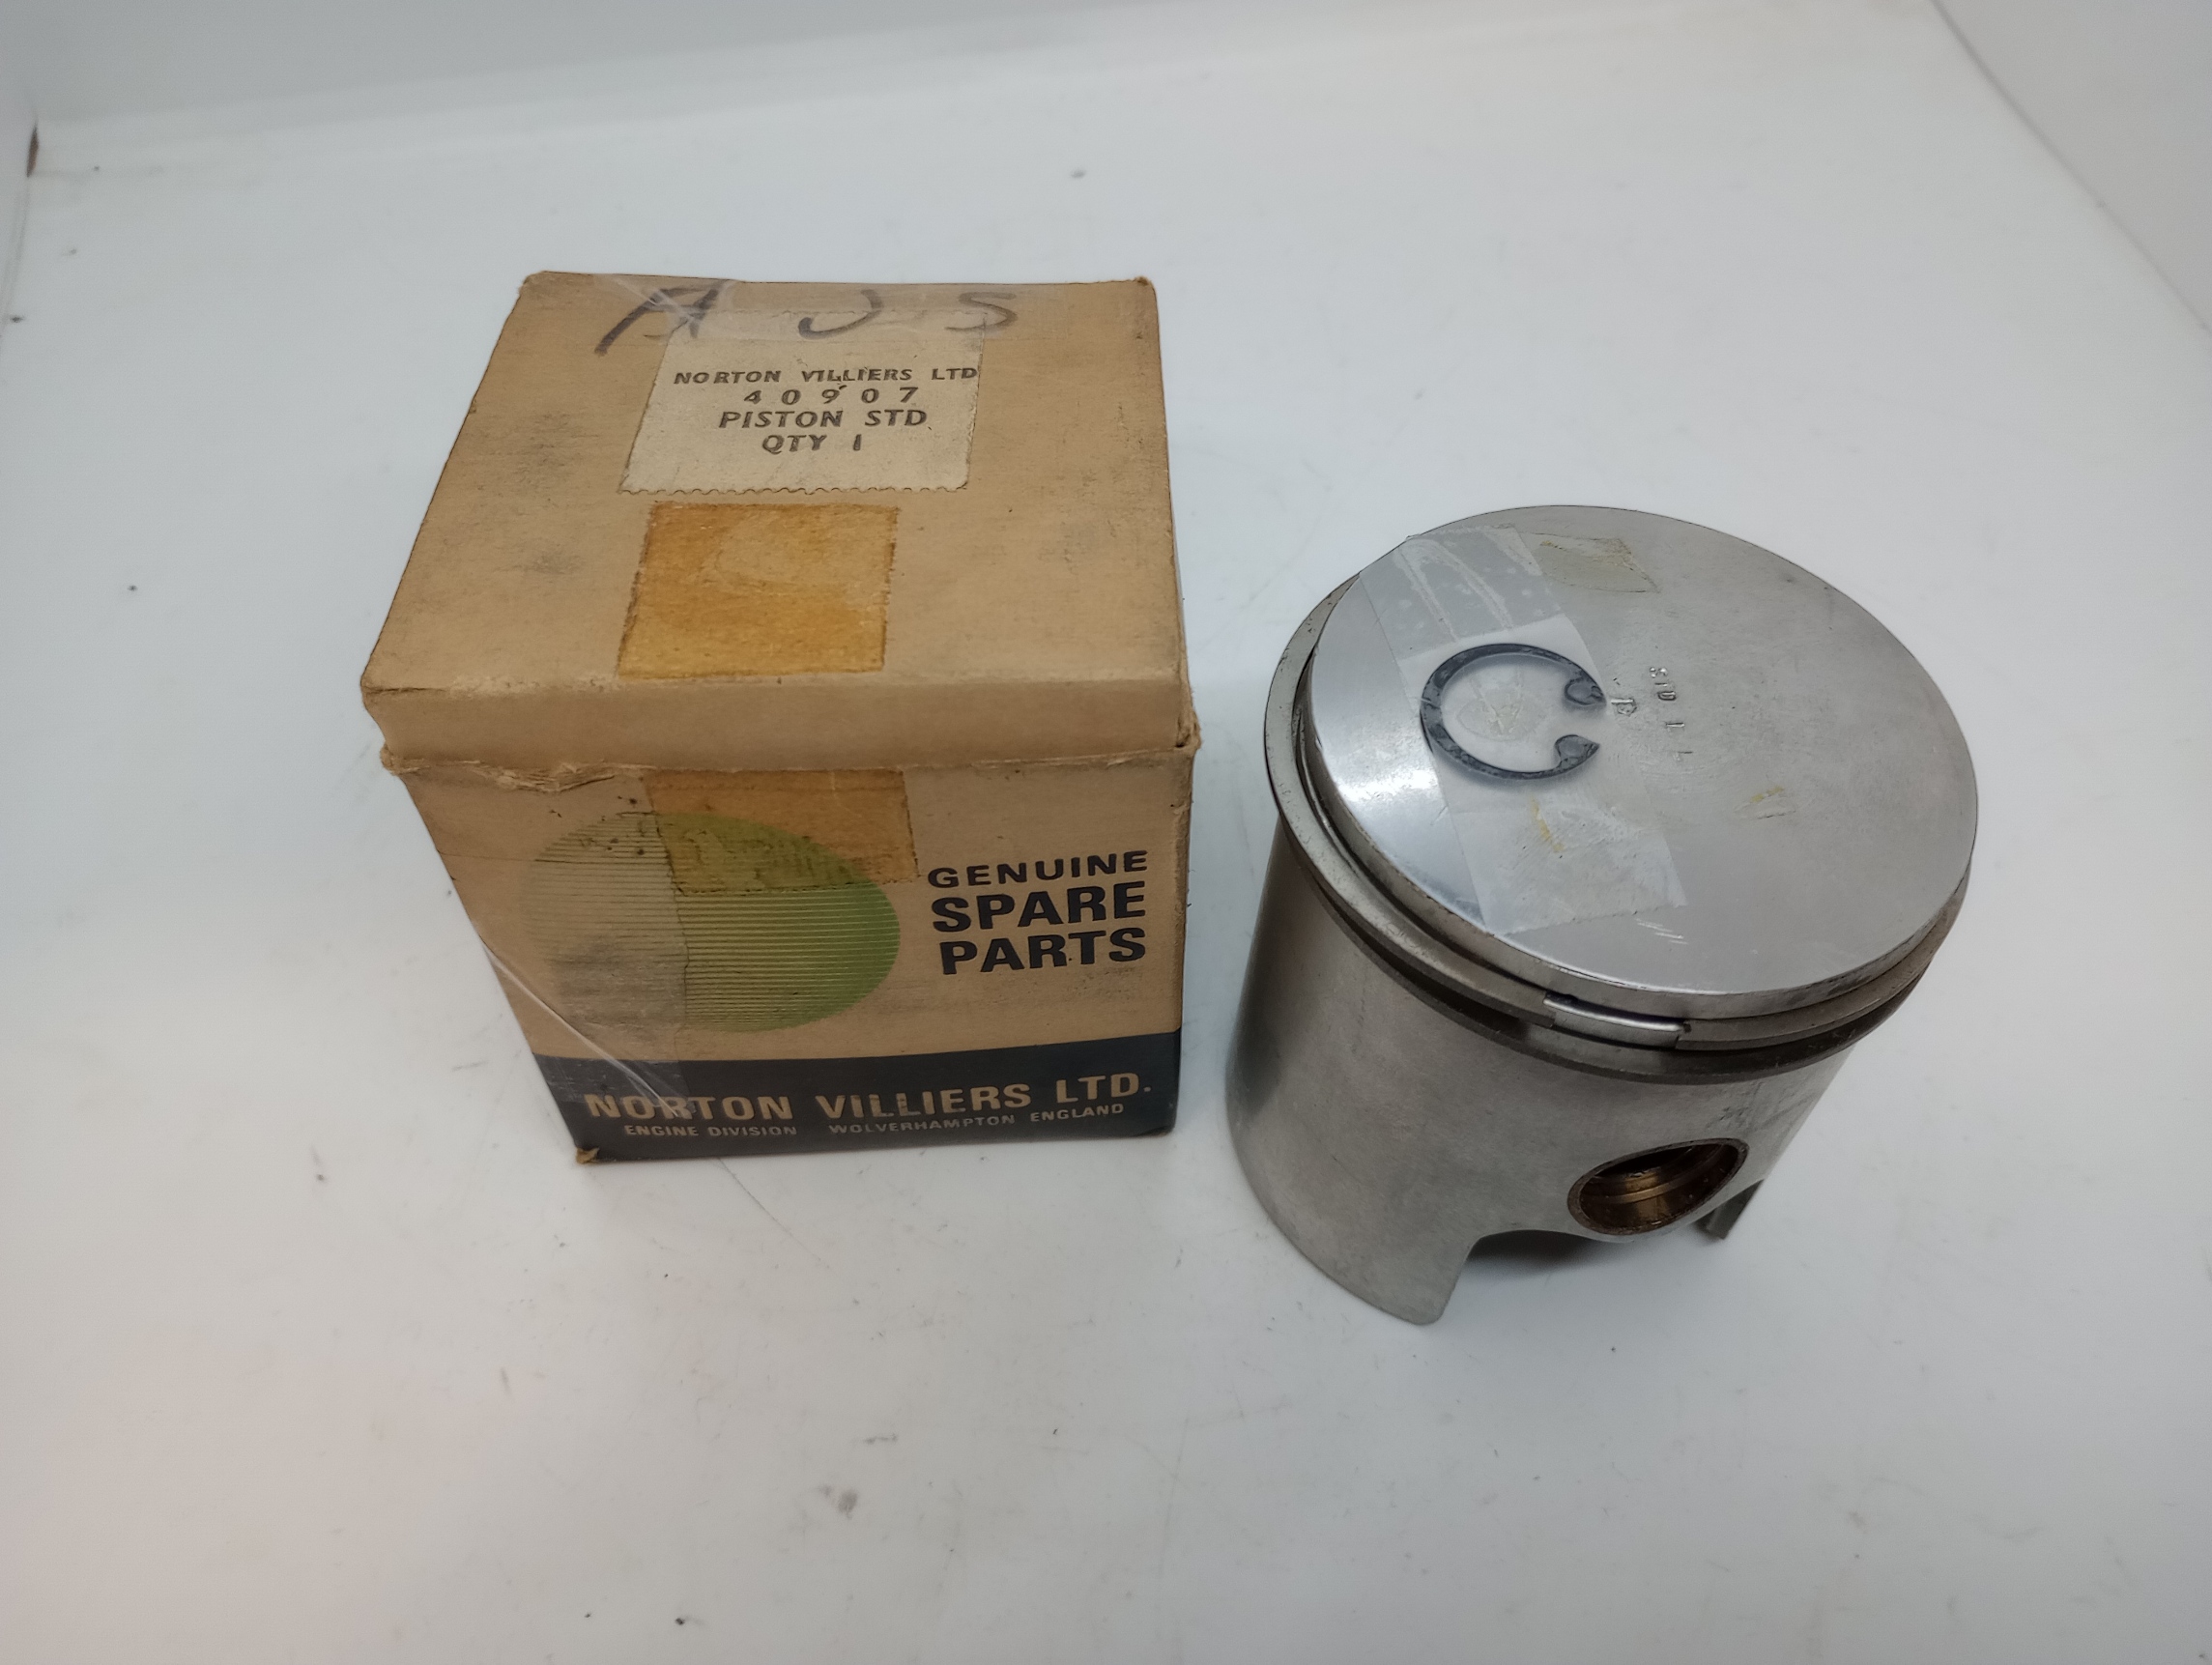 AJS
NORTON VILLIERS LTD
40907
PISTON STD
QTY 1
GENUINE
SPARE
PARTS
NORTON VILLIERS LTD.
ENGINE DIVISION WOLVERHAMPTON ENGLAND
STD